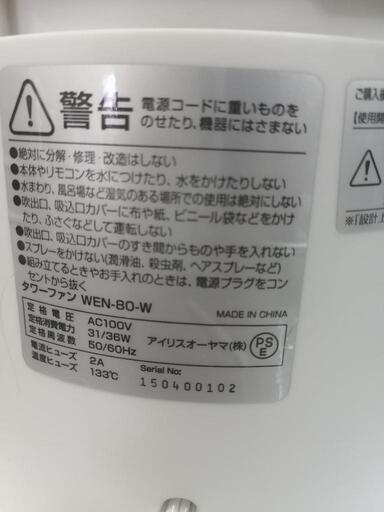 警告
電源コードに重いものを
のせたり、機器にはさまない
●絶対に分解・修理・改造はしない
●本体やリモコンを水につけたり、水をかけたりしない
●水まわり、風呂場など湿気のある場所での使用は絶対にしない
●吹出口、吸込口カバーに布や紙、ビニール袋などをかけ
たり、ふさぐなどして運転しない
●吹出口、吸込口カバーのすき間からものや手を入れない
●スプレーをかけない(潤滑油、殺虫剤、ヘアスプレーなど)
●組み立てるときやお手入れのときは、電源プラグをコン
セントから抜く
タワーファン WEN-80-W
MADE IN CHINA
定格電圧 AC100V
定格消費電力 31/36W
定格周波数 50/60Hz
電流ヒューズ 2A
温度ヒューズ 133℃
アイリスオーヤマ(株)
PSE
Serial No:
150400102
ご購入後
【使用開
※「設計上